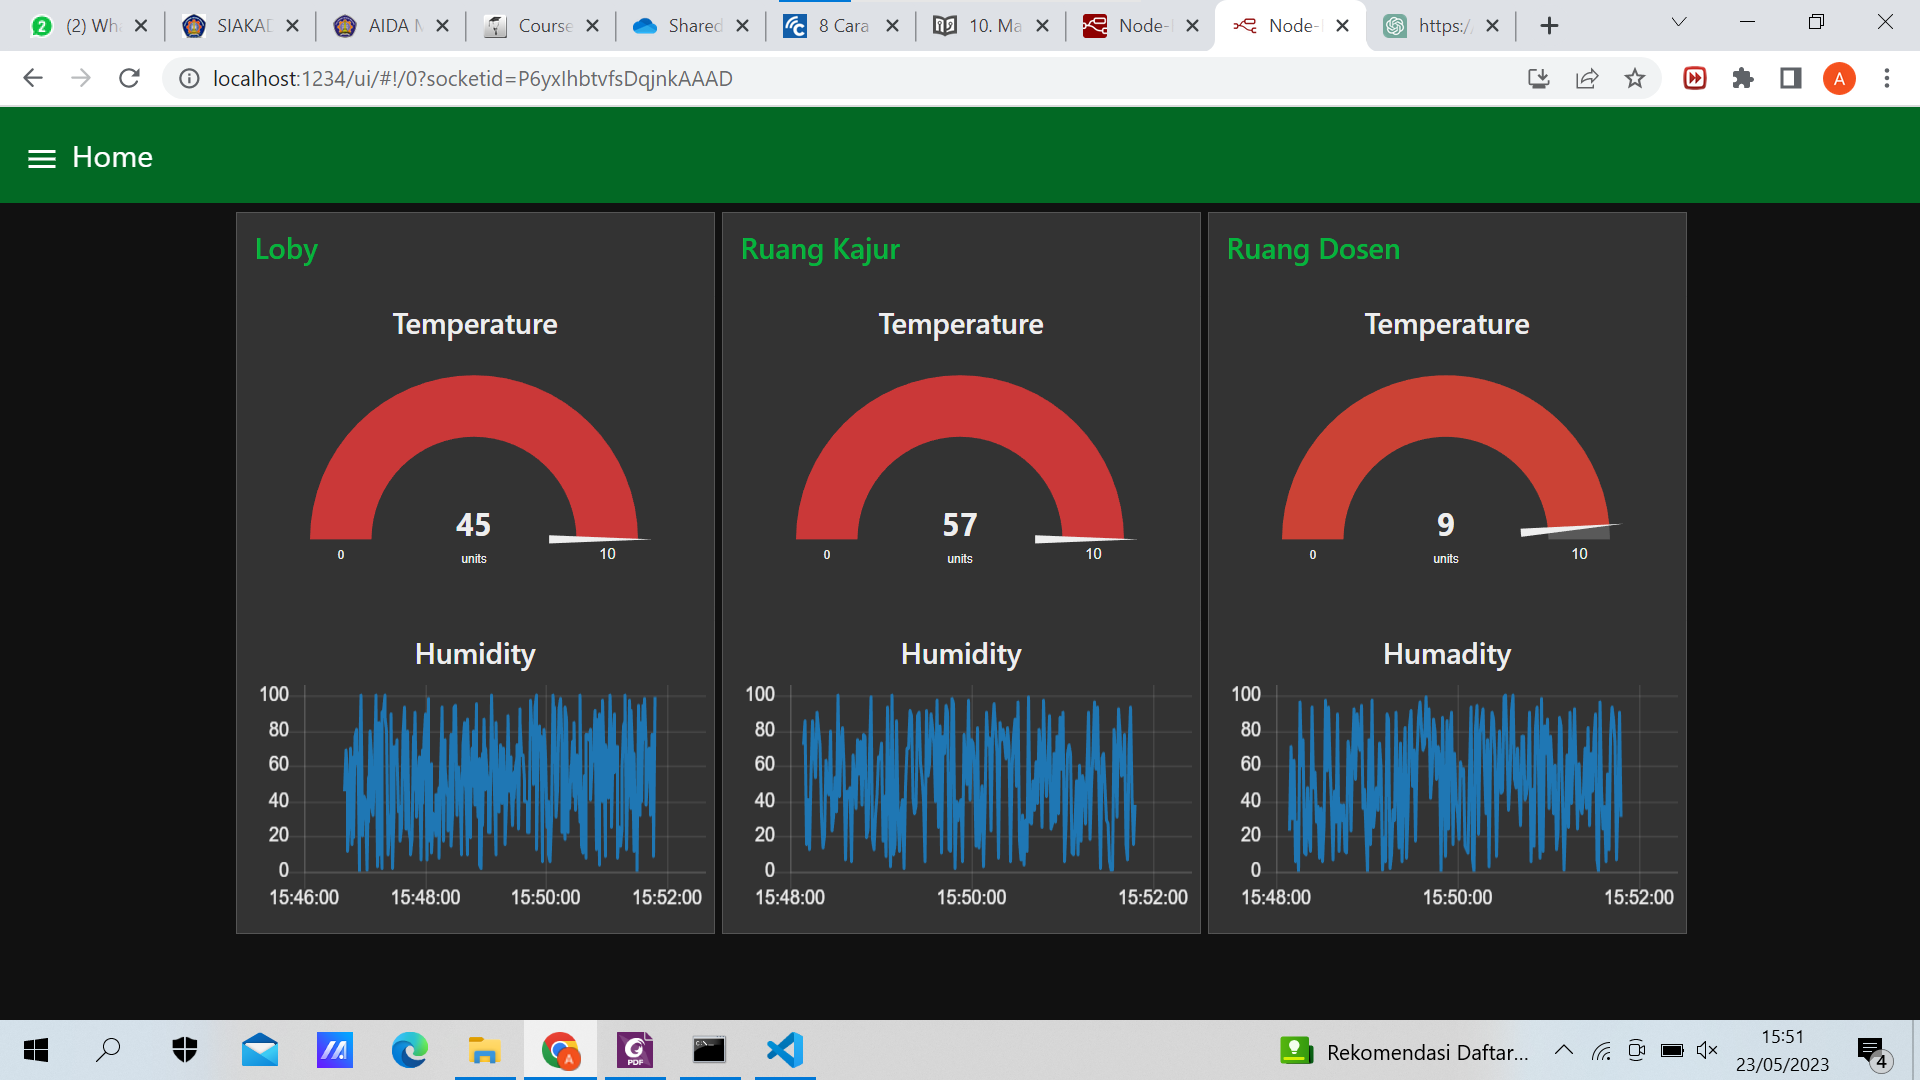 2 (2) Wha
SIAKAD
AIDA M
Course
Shared
8 Cara
10. Ma
Node-
Node-
https:/
localhost:1234/ui/#!/0?socketid=P6yxIhbtvfsDqjnkAAAD
A
Home
Loby
Temperature
45
units
0
10
Humidity
100
80
60
40
20
0
15:46:00 15:48:00 15:50:00 15:52:00
Ruang Kajur
Temperature
57
units
0
10
Humidity
100
80
60
40
20
0
15:48:00 15:50:00 15:52:00
Ruang Dosen
Temperature
9
units
0
10
Humadity
100
80
60
40
20
0
15:48:00 15:50:00 15:52:00
A
PDF
Rekomendasi Daftar...
15:51
23/05/2023
4